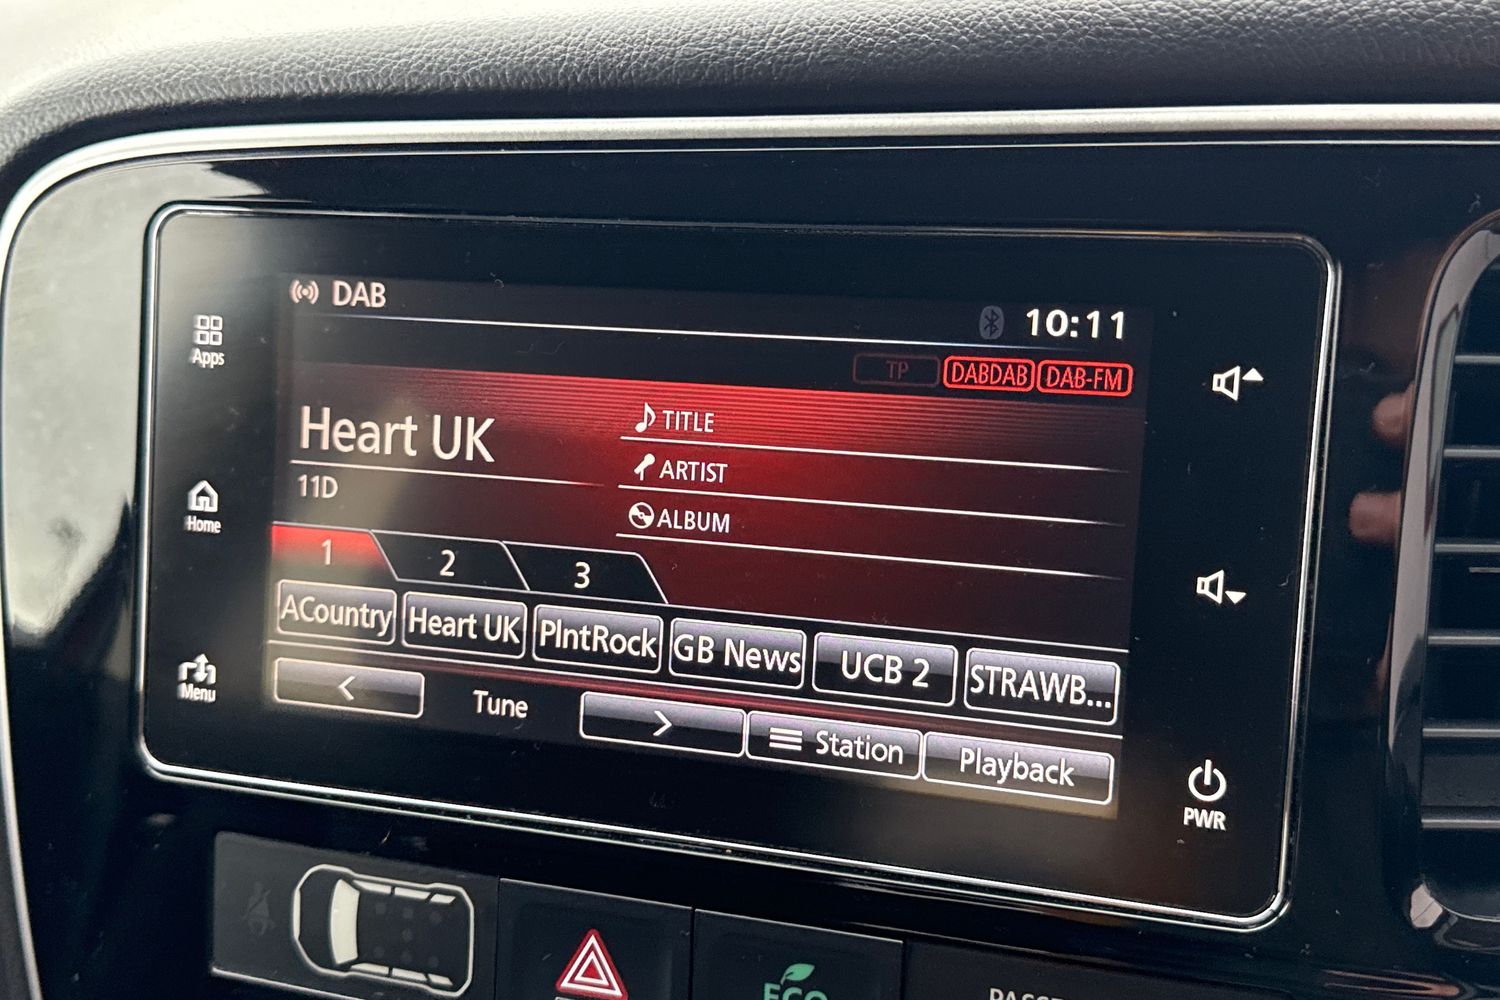 DAB
10:11
TP DABDAB DAB-FM
Apps
Heart UK
11D
TITLE
ARTIST
ALBUM
Home
1 2 3
ACountry Heart UK PlntRock GB News UCB 2 STRAWB...
Menu
< Tune > Station Playback
PWR
ECO